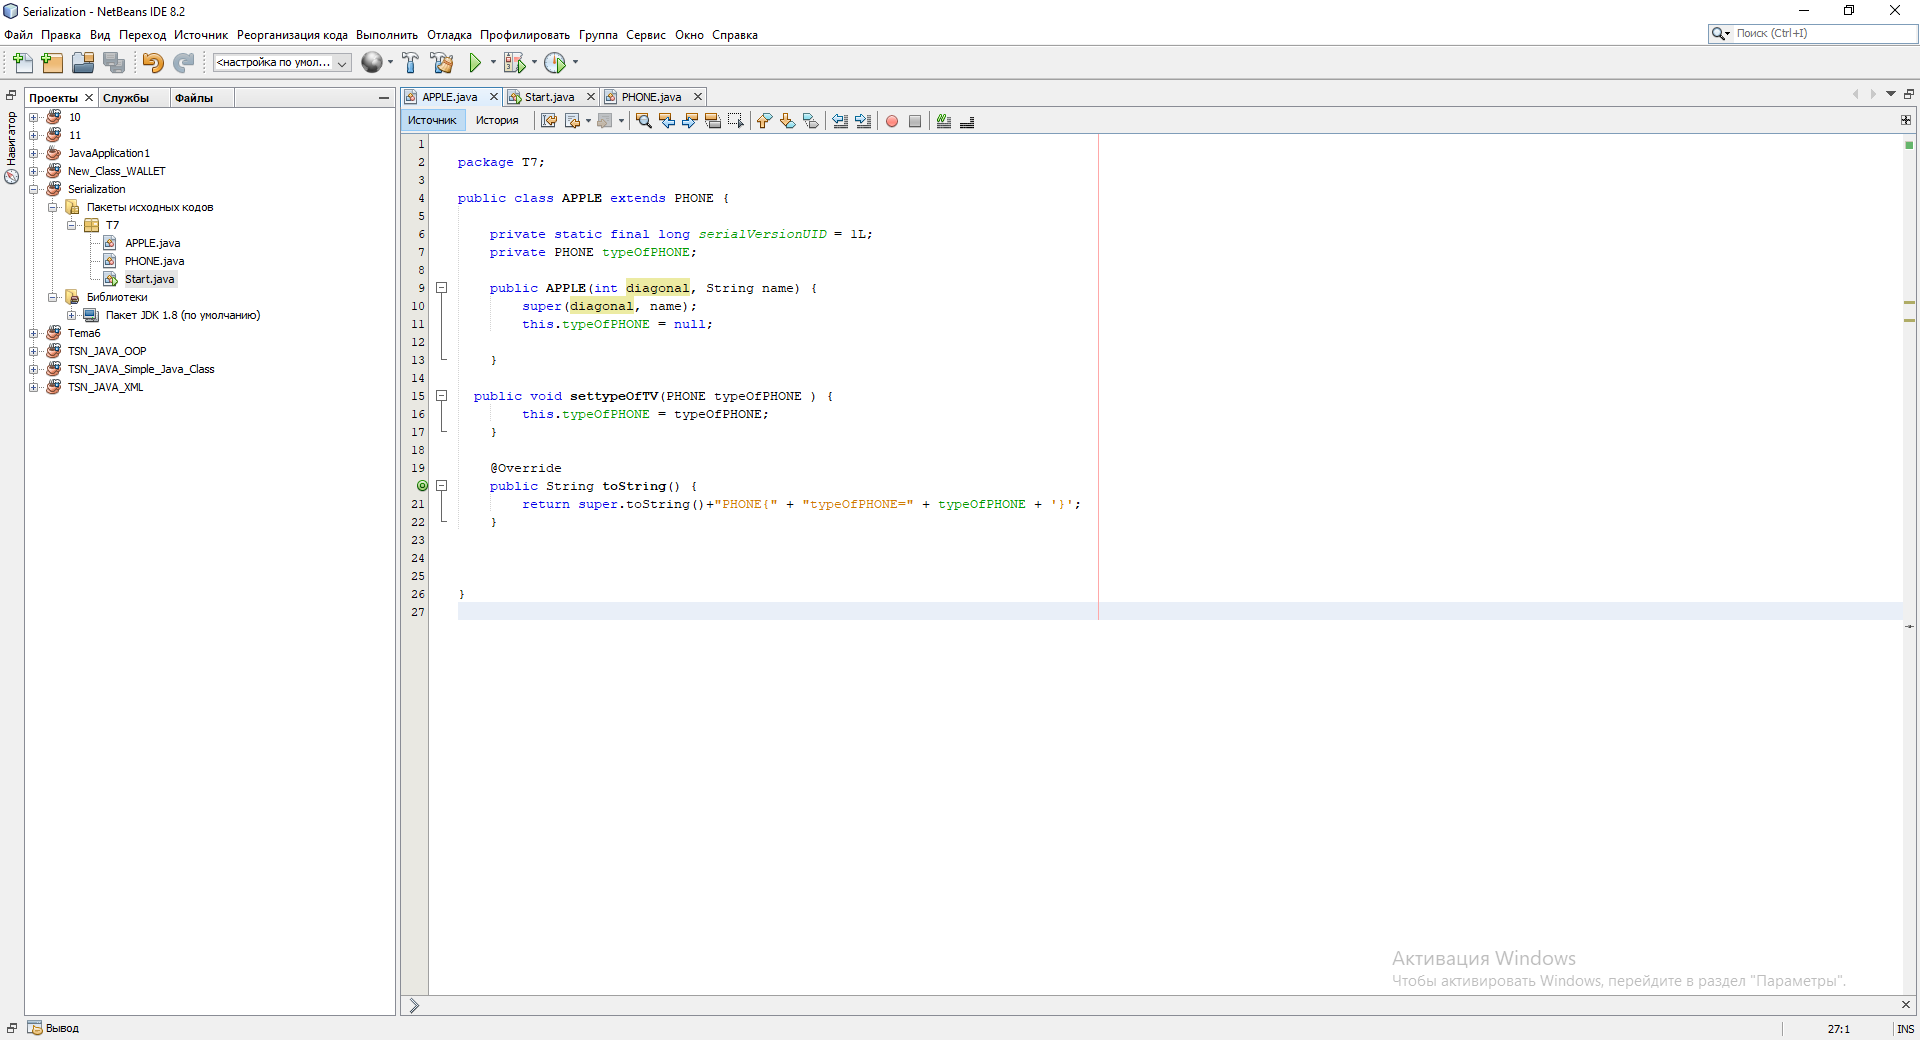 Serialization - NetBeans IDE 8.2
Файл Правка Вид Переход Источник Реорганизация кода Выполнить Отладка Профилировать Группа Сервис Окно Справка
Поиск (Ctrl+I)
<настройка по умол...
Проекты Службы Файлы
Навигатор
10
11
JavaApplication1
New_Class_WALLET
Serialization
Пакеты исходных кодов
T7
APPLE.java
PHONE.java
Start.java
Библиотеки
Пакет JDK 1.8 (по умолчанию)
Tema6
TSN_JAVA_OOP
TSN_JAVA_Simple_Java_Class
TSN_JAVA_XML
APPLE.java Start.java PHONE.java
Источник История
1
2 package T7;
3
4 public class APPLE extends PHONE {
5
6 private static final long serialVersionUID = 1L;
7 private PHONE typeOfPHONE;
8
9 public APPLE(int diagonal, String name) {
10 super(diagonal, name);
11 this.typeOfPHONE = null;
12
13 }
14
15 public void settypeOfTV(PHONE typeOfPHONE ) {
16 this.typeOfPHONE = typeOfPHONE;
17 }
18
19 @Override
public String toString() {
21 return super.toString()+"PHONE{" + "typeOfPHONE=" + typeOfPHONE + '}';
22 }
23
24
25
26 }
27
Активация Windows
Чтобы активировать Windows, перейдите в раздел "Параметры".
Вывод
27:1 INS